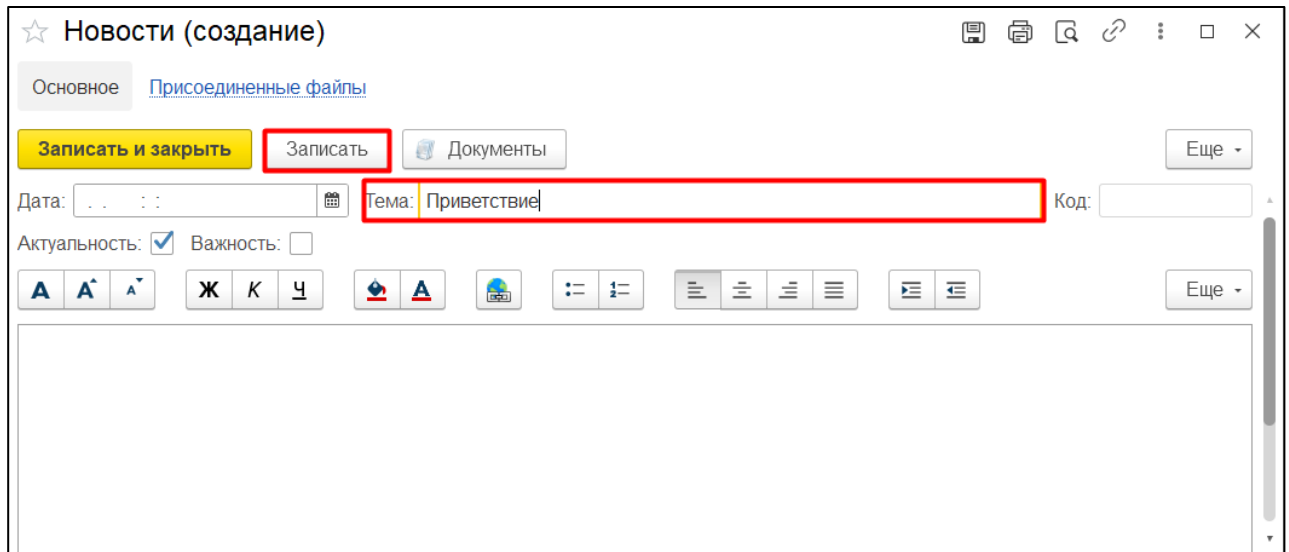 Новости (создание)
Основное Присоединенные файлы
Записать и закрыть Записать Документы Еще
Дата: . . : : Тема: Приветствие Код:
Актуальность: Важность:
А А А Ж К Ч А Еще